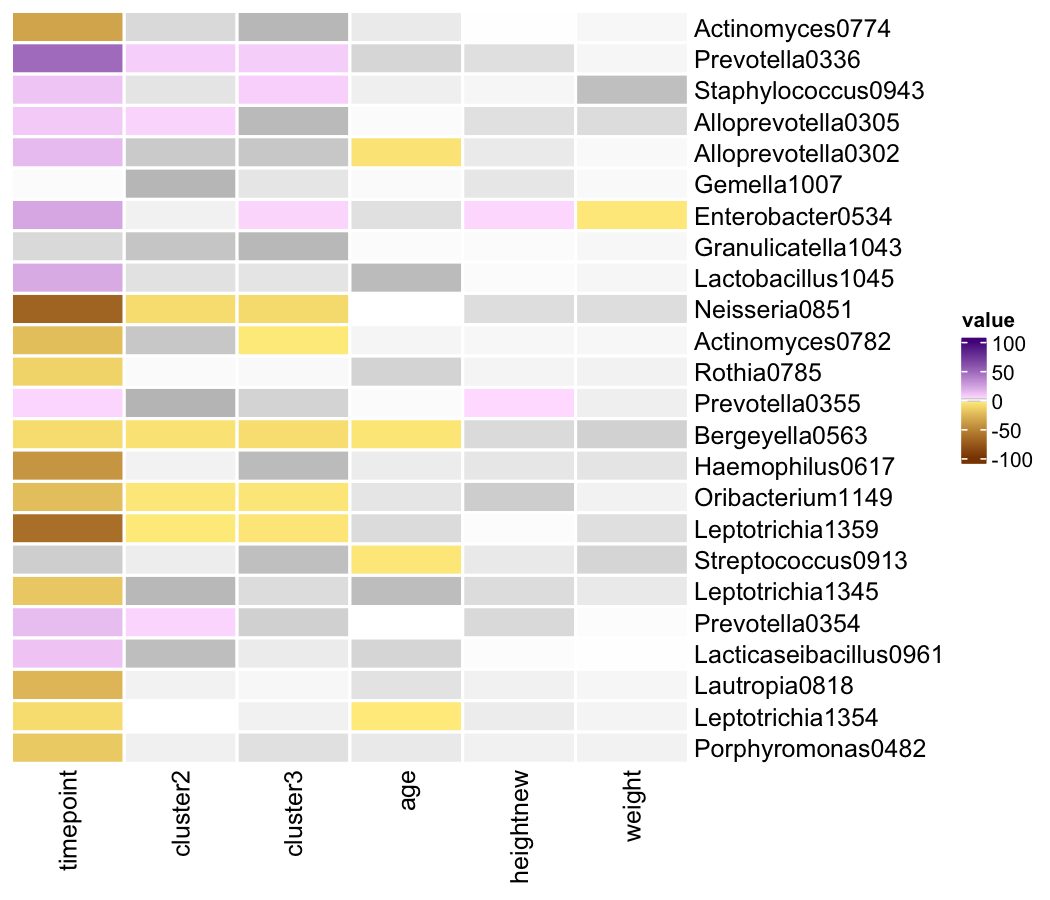 Actinomyces0774
Prevotella0336
Staphylococcus0943
Alloprevotella0305
Alloprevotella0302
Gemella1007
Enterobacter0534
Granulicatella1043
Lactobacillus1045
Neisseria0851
Actinomyces0782
Rothia0785
Prevotella0355
Bergeyella0563
Haemophilus0617
Oribacterium1149
Leptotrichia1359
Streptococcus0913
Leptotrichia1345
Prevotella0354
Lacticaseibacillus0961
Lautropia0818
Leptotrichia1354
Porphyromonas0482
timepoint
cluster2
cluster3
age
heightnew
weight
value
100
50
0
-50
-100